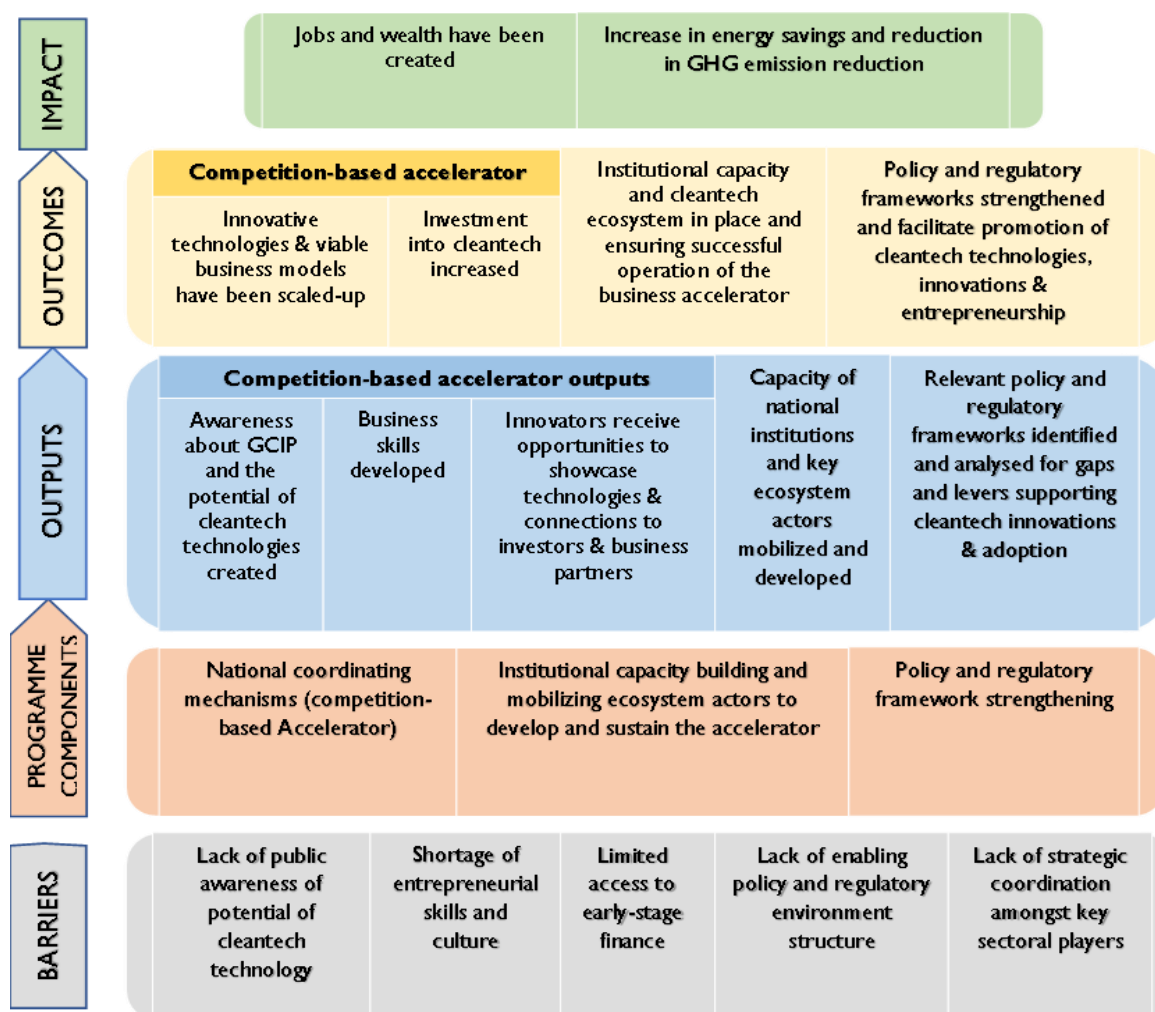 IMPACT
Jobs and wealth have been
created
Increase in energy savings and reduction
in GHG emission reduction
OUTCOMES
Competition-based accelerator
Innovative
technologies & viable
business models
have been scaled-up
Investment
into cleantech
increased
Institutional capacity
and cleantech
ecosystem in place and
ensuring successful
operation of the
business accelerator
Policy and regulatory
frameworks strengthened
and facilitate promotion of
cleantech technologies,
innovations &
entrepreneurship
OUTPUTS
Competition-based accelerator outputs
Awareness
about GCIP
and the
potential of
cleantech
technologies
created
Business
skills
developed
Innovators receive
opportunities to
showcase
technologies &
connections to
investors & business
partners
Capacity of
national
institutions
and key
ecosystem
actors
mobilized and
developed
Relevant policy and
regulatory
frameworks identified
and analysed for gaps
and levers supporting
cleantech innovations
& adoption
PROGRAMME
COMPONENTS
National coordinating
mechanisms (competition-
based Accelerator)
Institutional capacity building and
mobilizing ecosystem actors to
develop and sustain the accelerator
Policy and regulatory
framework strengthening
BARRIERS
Lack of public
awareness of
potential of
cleantech
technology
Shortage of
entrepreneurial
skills and
culture
Limited
access to
early-stage
finance
Lack of enabling
policy and regulatory
environment
structure
Lack of strategic
coordination
amongst key
sectoral players